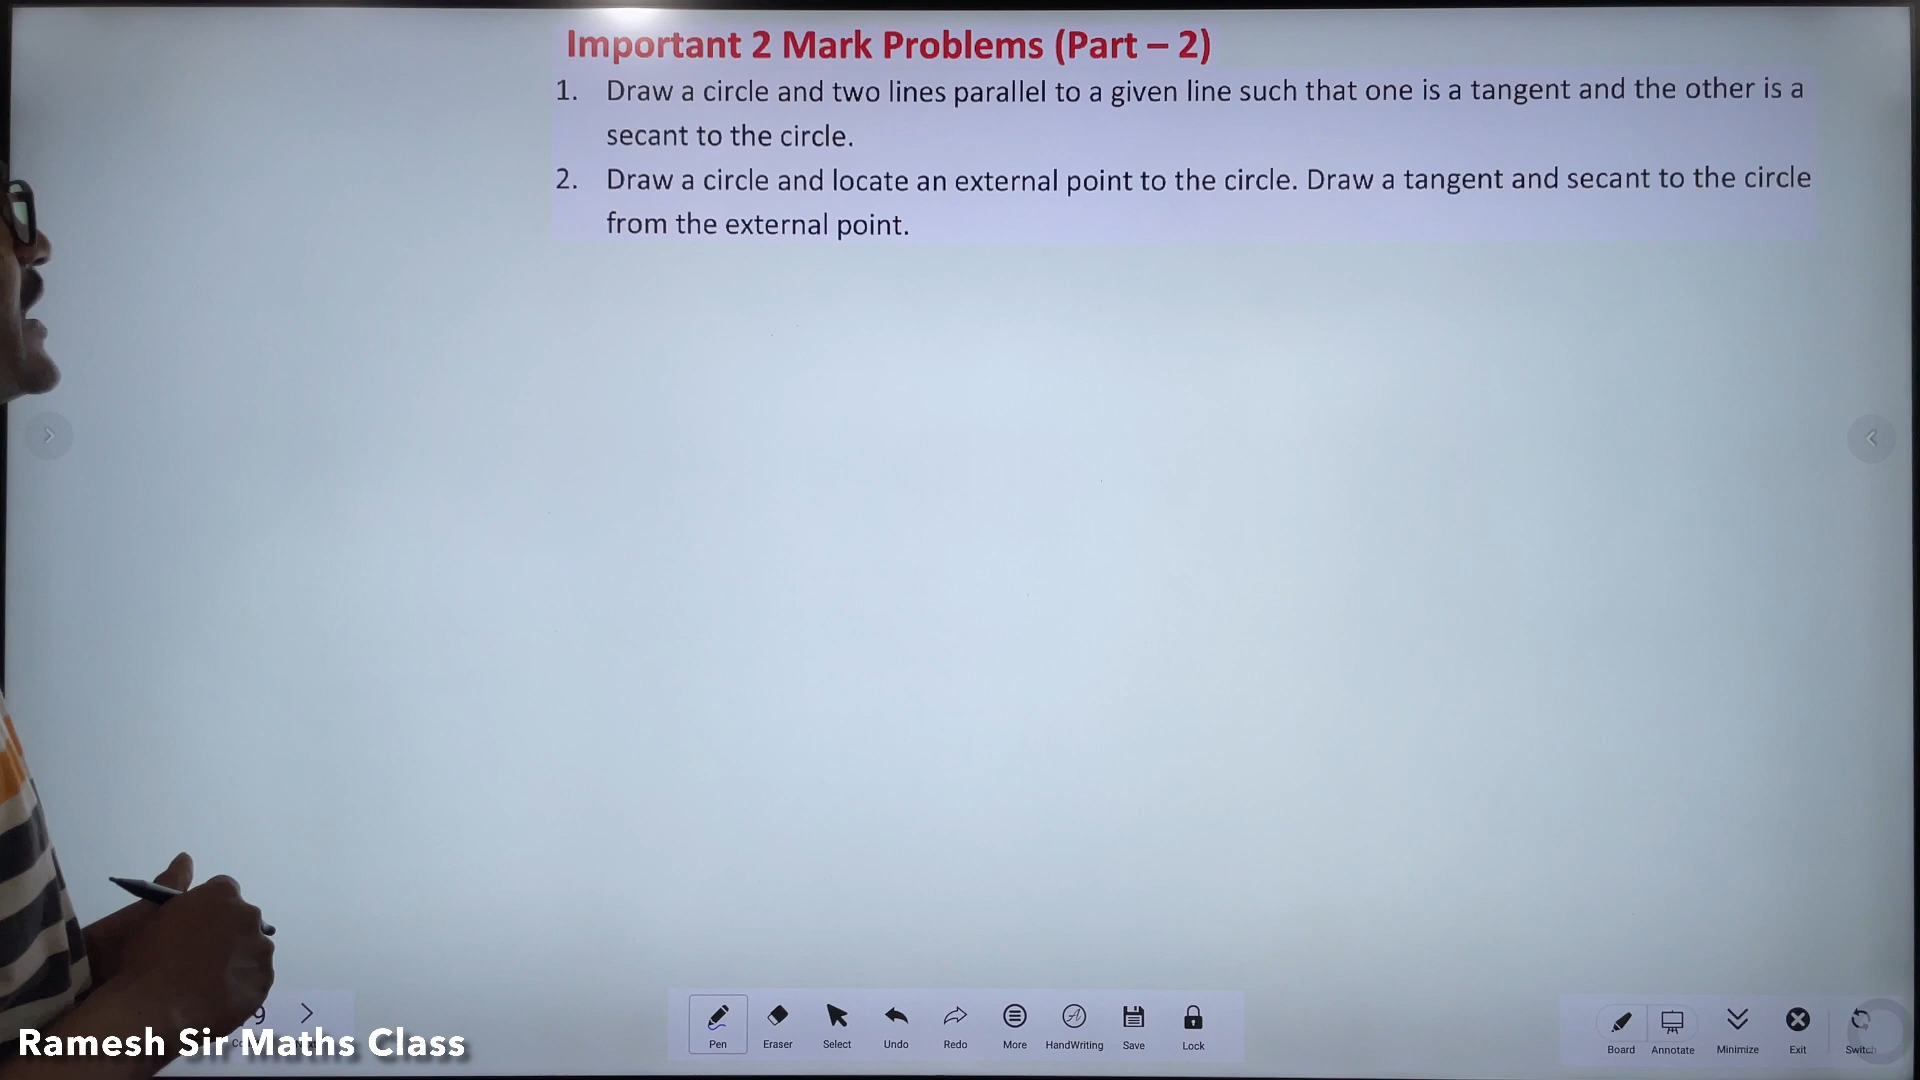 Important 2 Mark Problems (Part – 2)
1. Draw a circle and two lines parallel to a given line such that one is a tangent and the other is a
secant to the circle.
2. Draw a circle and locate an external point to the circle. Draw a tangent and secant to the circle
from the external point.
9
Pen Eraser Select Undo Redo More HandWriting Save Lock
Board Annotate Minimize Exit Switch
Ramesh Sir Maths Class